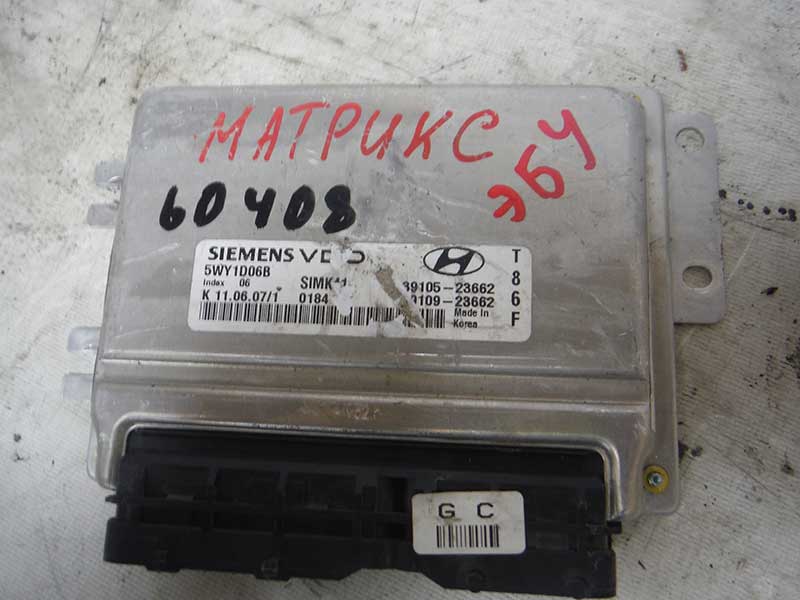 МАТРИКС
ЭБУ
60408
SIEMENS VDO
5WY1D06B
Index 06
K 11.06.07/1 0184
39105-23662
39109-23662
Made In
Korea
T
8
6
F
G C